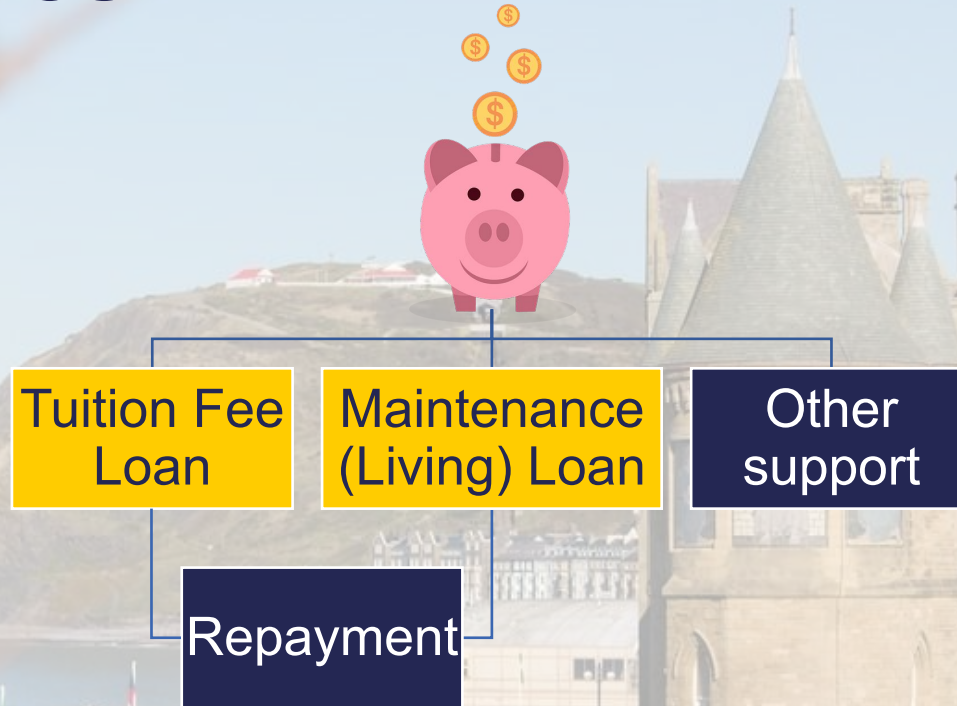 $
$
$
$
Tuition Fee
Loan
Maintenance
(Living) Loan
Other
support
Repayment